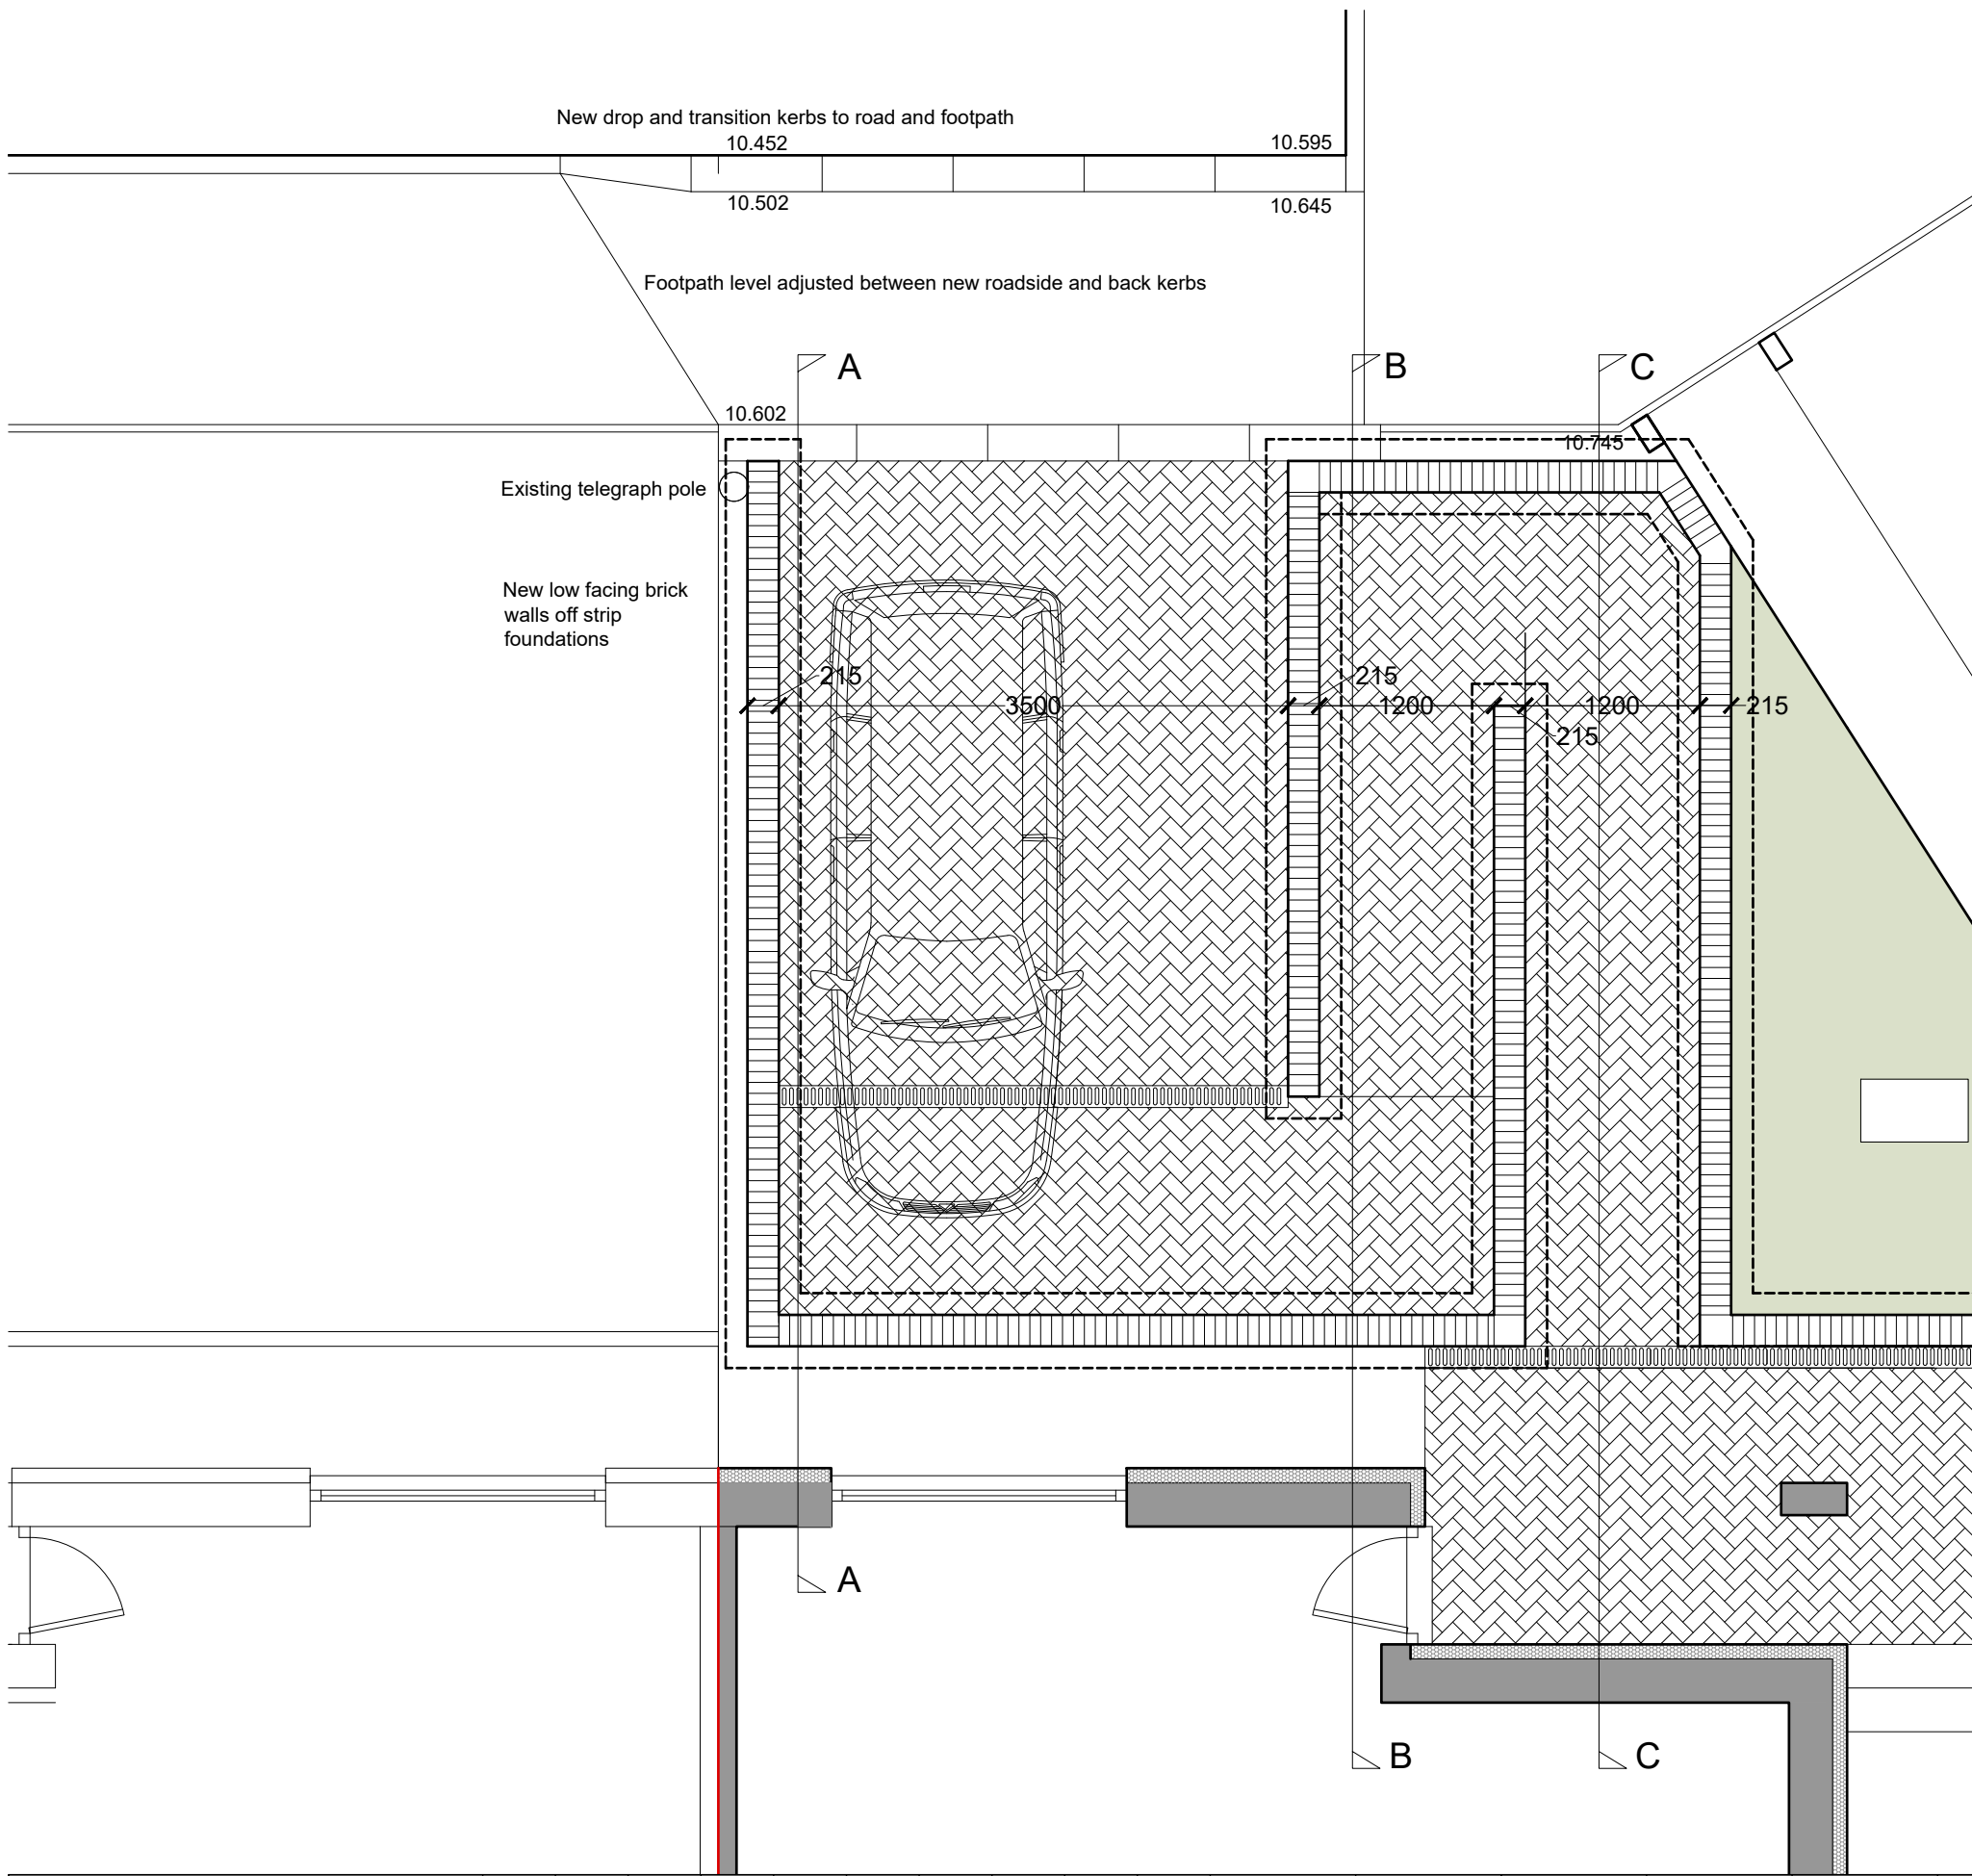 New drop and transition kerbs to road and footpath
10.452
10.595
10.502
10.645
Footpath level adjusted between new roadside and back kerbs
A
B
C
10.602
10.745
Existing telegraph pole
New low facing brick
walls off strip
foundations
215
215
3500
1200
1200
215
215
A
B
C